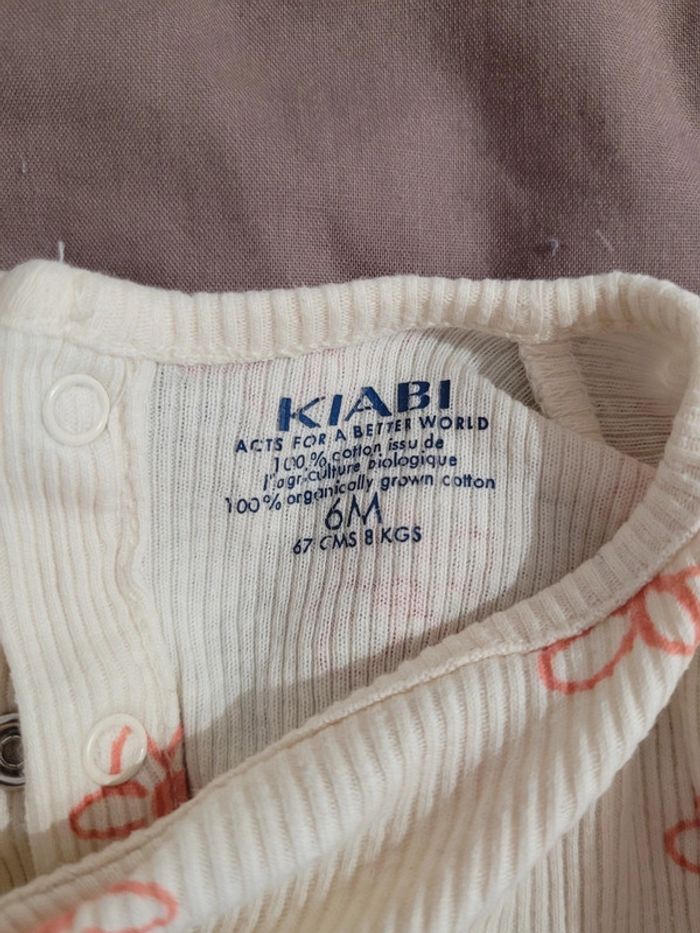 KIABI
ACTS FOR A BETTER WORLD
100% cotton issu de
l'agriculture biologique
100% organically grown cotton
6M
67 CMS 8 KGS